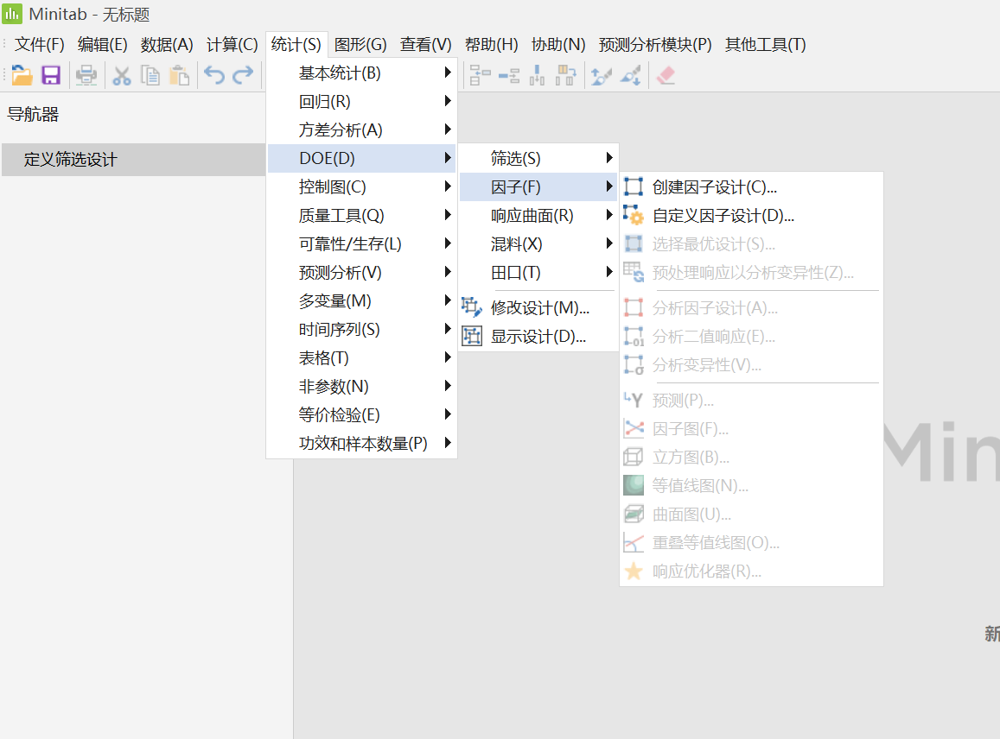 Minitab - 无标题
文件(F) 编辑(E) 数据(A) 计算(C) 统计(S) 图形(G) 查看(V) 帮助(H) 协助(N) 预测分析模块(P) 其他工具(T)
导航器
定义筛选设计
基本统计(B)
回归(R)
方差分析(A)
DOE(D)
控制图(C)
质量工具(Q)
可靠性/生存(L)
预测分析(V)
多变量(M)
时间序列(S)
表格(T)
非参数(N)
等价检验(E)
功效和样本数量(P)
筛选(S)
因子(F)
响应曲面(R)
混料(X)
田口(T)
修改设计(M)...
显示设计(D)...
创建因子设计(C)...
自定义因子设计(D)...
选择最优设计(S)...
预处理响应以分析变异性(Z)...
分析因子设计(A)...
分析二值响应(E)...
分析变异性(V)...
预测(P)...
因子图(F)...
立方图(B)...
等值线图(N)...
曲面图(U)...
重叠等值线图(O)...
响应优化器(R)...
Min
新